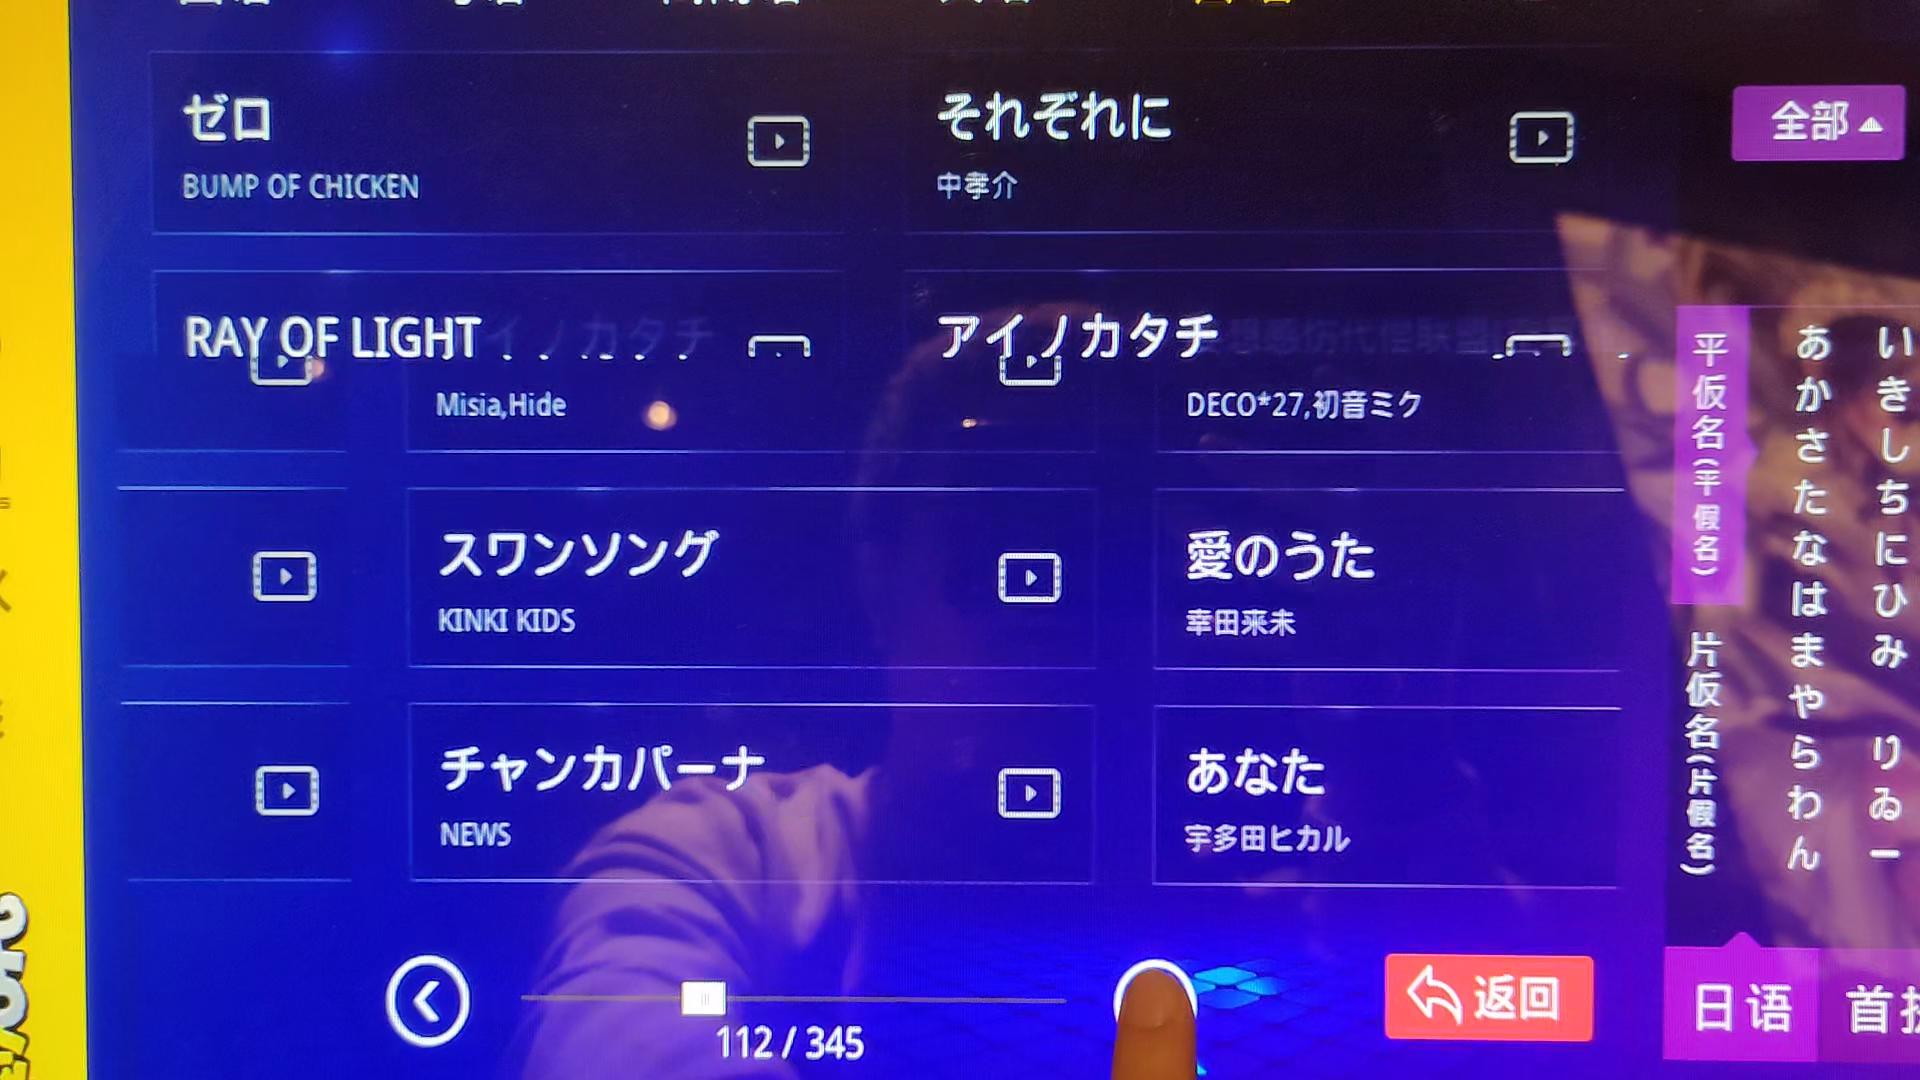 ゼロ
BUMP OF CHICKEN
それぞれに
中孝介
全部
RAY OF LIGHT
アイノカタチ
Misia,Hide
DECO*27,初音ミク
スワンソング
KINKI KIDS
愛のうた
幸田来未
チャンカパーナ
NEWS
あなた
宇多田ヒカル
112 / 345
返回
平仮名(平假名)
片仮名(片假名)
あかさたなはまやらわん
いきしちにひみ りゐー
日语
首